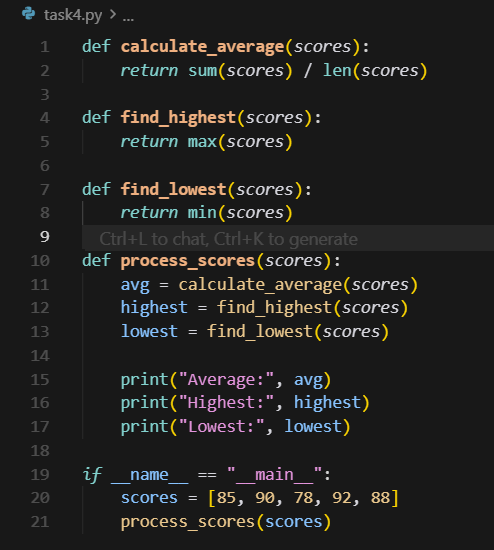 task4.py > ...
1 def calculate_average(scores):
2     return sum(scores) / len(scores)
3
4 def find_highest(scores):
5     return max(scores)
6
7 def find_lowest(scores):
8     return min(scores)
9 Ctrl+L to chat, Ctrl+K to generate
10 def process_scores(scores):
11     avg = calculate_average(scores)
12     highest = find_highest(scores)
13     lowest = find_lowest(scores)
14
15     print("Average:", avg)
16     print("Highest:", highest)
17     print("Lowest:", lowest)
18
19 if __name__ == "__main__":
20     scores = [85, 90, 78, 92, 88]
21     process_scores(scores)